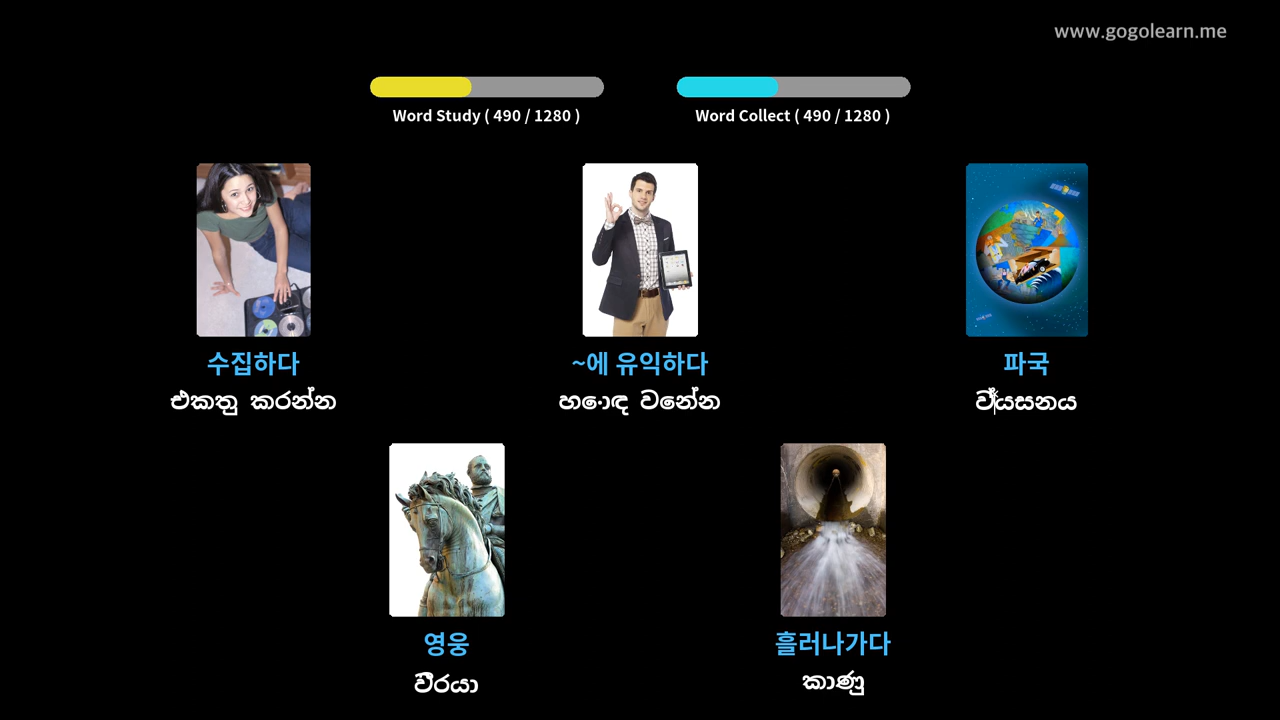 www.gogolearn.me
Word Study ( 490 / 1280 )
Word Collect ( 490 / 1280 )
수집하다
එකතු කරන්න
~에 유익하다
හොඳ වන්නේ
파국
ව්යසනය
영웅
වීරයා
흘러나가다
කාණු